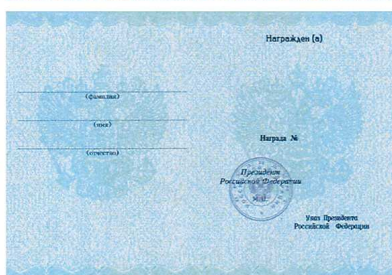 (фамилия)
(имя)
(отчество)
Награжден (а)
Награда №
Президент
Российской Федерации
М.П.
Указ Президента
Российской Федерации